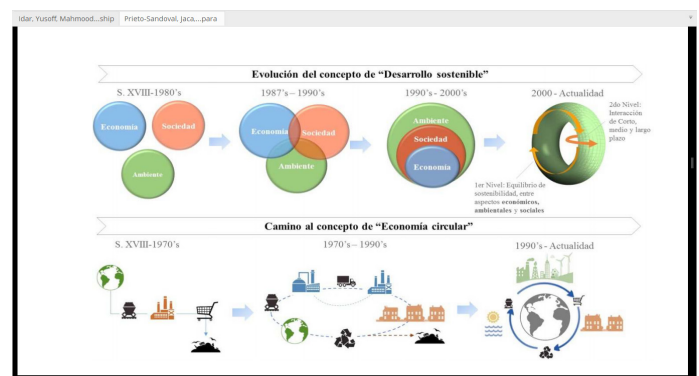 idar, Yusoff, Mahmood...ship
Prieto-Sandoval, Jaca,...para
Evolución del concepto de “Desarrollo sostenible”
S. XVIII-1980's
1987's – 1990's
1990's - 2000's
2000 - Actualidad
Economía
Sociedad
Ambiente
Economía
Sociedad
Ambiente
Ambiente
Sociedad
Economía
2do Nivel:
Interacción
de Corto,
medio y largo
plazo
1er Nivel: Equilibrio de
sostenibilidad, entre
aspectos económicos,
ambientales y sociales
Camino al concepto de “Economía circular”
S. XVIII-1970's
1970's – 1990's
1990's - Actualidad